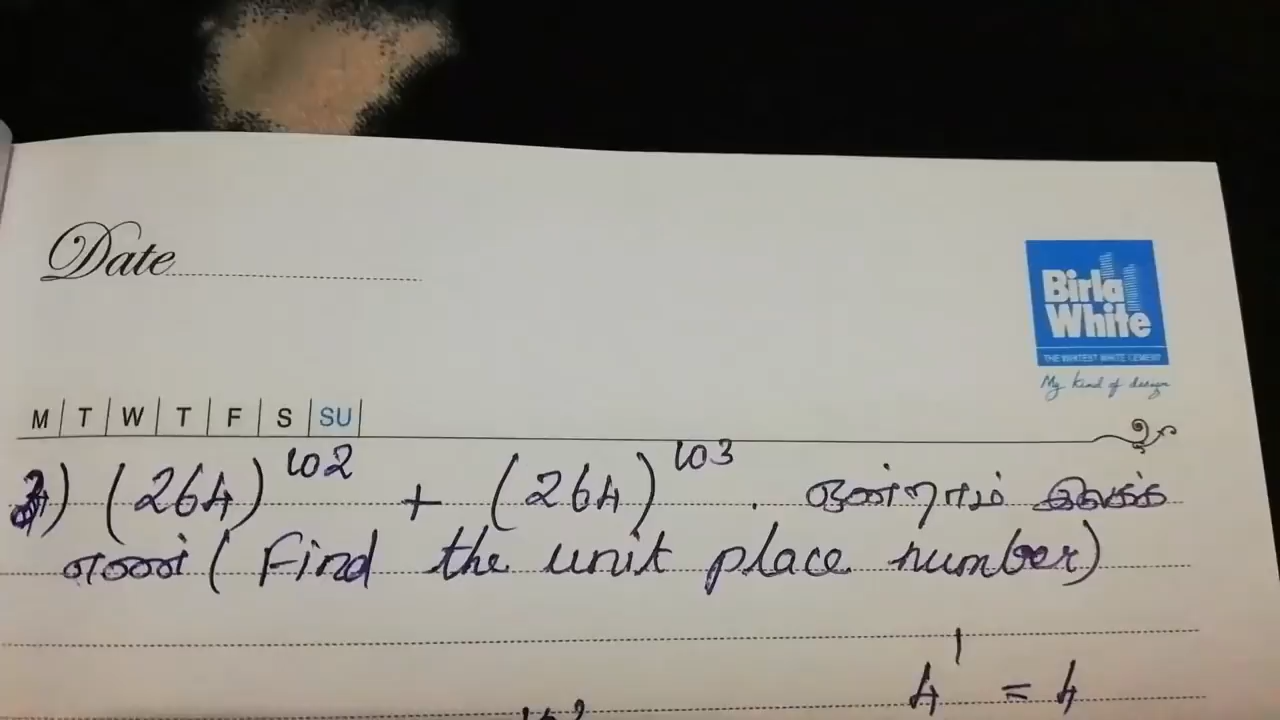 Date
Birla
White
THE WHITEST WHITE CEMENT
My kind of design
M T W T F S SU
3) (264)^102 + (264)^103 . ஒன்றாம் இலக்க
எண் ( Find the unit place number)
4^1 = 4